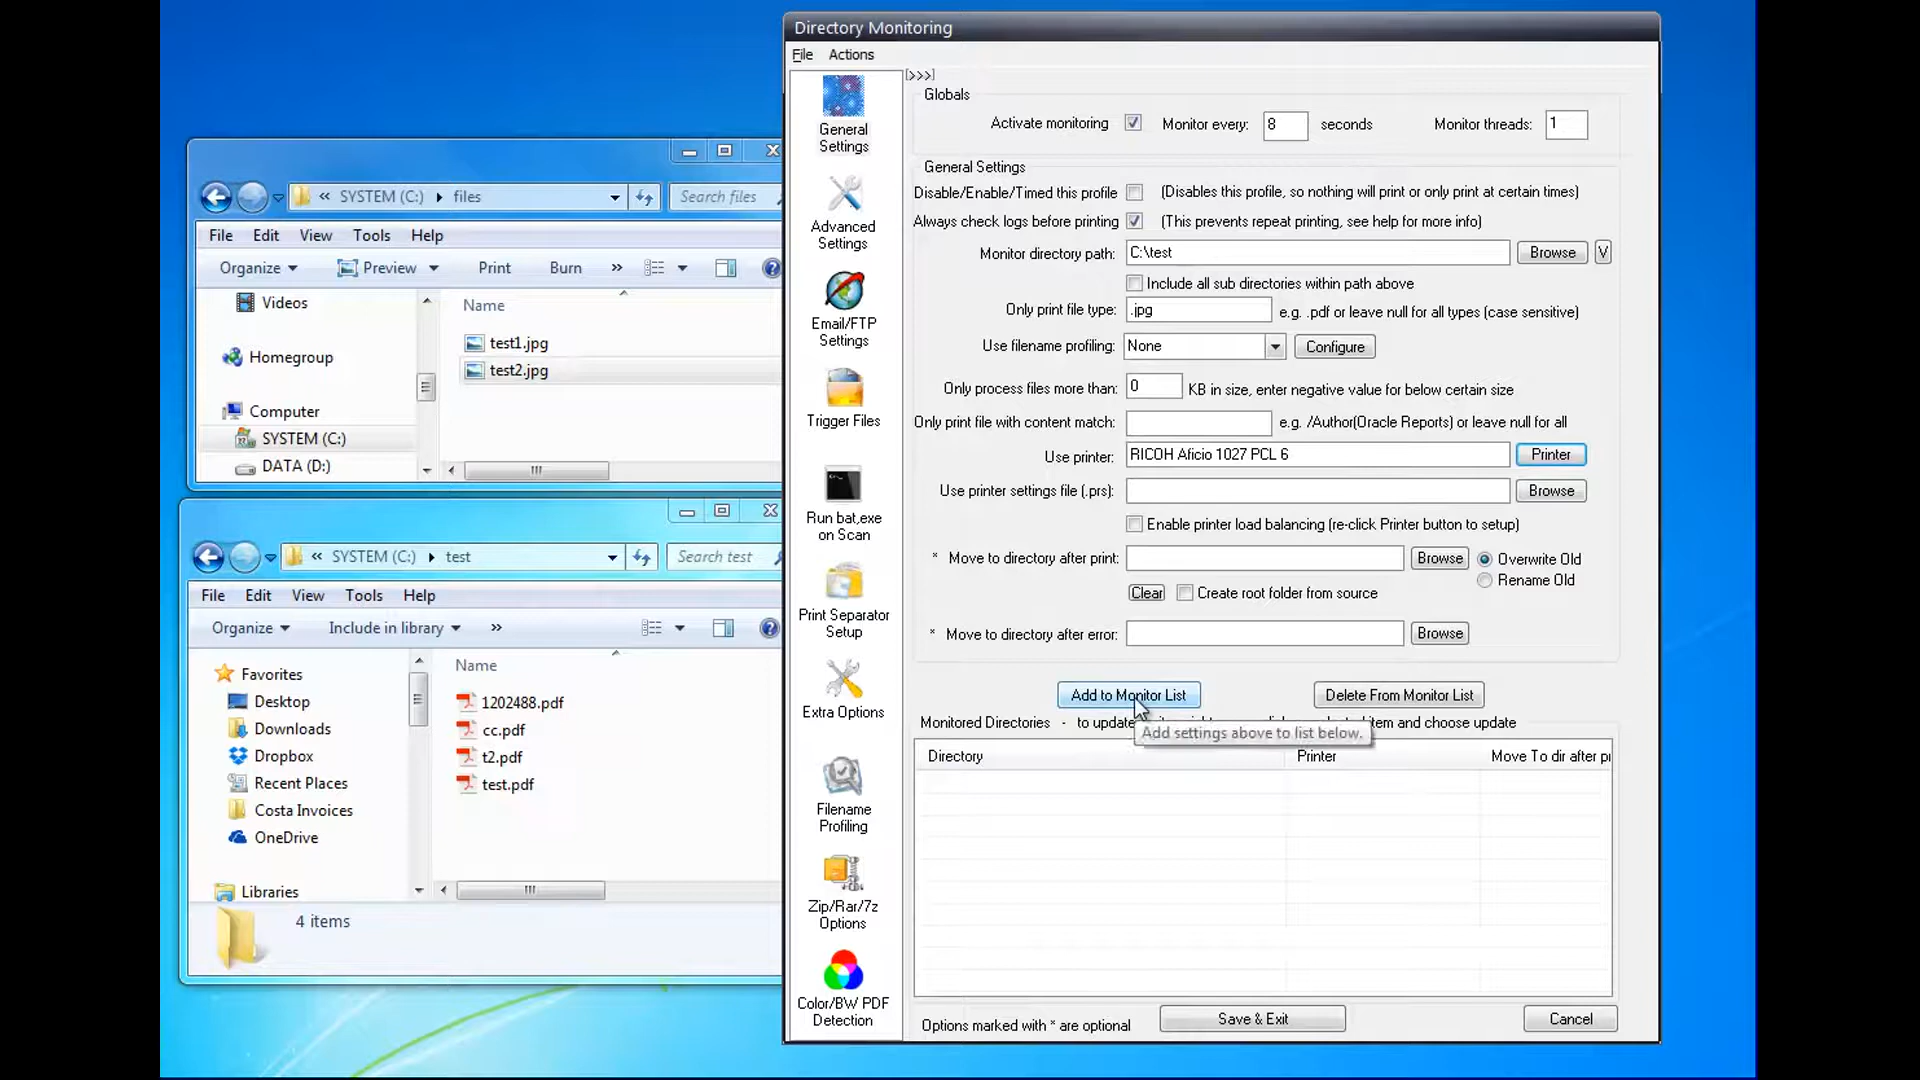 Directory Monitoring
File Actions
[>>>]
General
Settings
Advanced
Settings
Email/FTP
Settings
Trigger Files
Run bat,exe
on Scan
Print Separator
Setup
Extra Options
Filename
Profiling
Zip/Rar/7z
Options
Color/BW PDF
Detection
Globals
Activate monitoring Monitor every: 8 seconds Monitor threads: 1
General Settings
Disable/Enable/Timed this profile (Disables this profile, so nothing will print or only print at certain times)
Always check logs before printing (This prevents repeat printing, see help for more info)
Monitor directory path: C:\test Browse V
Include all sub directories within path above
Only print file type: .jpg e.g. .pdf or leave null for all types (case sensitive)
Use filename profiling: None Configure
Only process files more than: 0 KB in size, enter negative value for below certain size
Only print file with content match: e.g. /Author(Oracle Reports) or leave null for all
Use printer: RICOH Aficio 1027 PCL 6 Printer
Use printer settings file (.prs): Browse
Enable printer load balancing (re-click Printer button to setup)
* Move to directory after print: Browse Overwrite Old
Rename Old
Clear Create root folder from source
* Move to directory after error: Browse
Add to Monitor List Delete From Monitor List
Monitored Directories - to update item and choose update
Add settings above to list below.
Directory Printer Move To dir after pr
Options marked with * are optional Save & Exit Cancel
« SYSTEM (C:) files Search files
File Edit View Tools Help
Organize Preview Print Burn »
Videos
Homegroup
Computer
SYSTEM (C:)
DATA (D:)
Name
test1.jpg
test2.jpg
« SYSTEM (C:) test Search test
File Edit View Tools Help
Organize Include in library »
Favorites
Desktop
Downloads
Dropbox
Recent Places
Costa Invoices
OneDrive
Libraries
Name
1202488.pdf
cc.pdf
t2.pdf
test.pdf
4 items